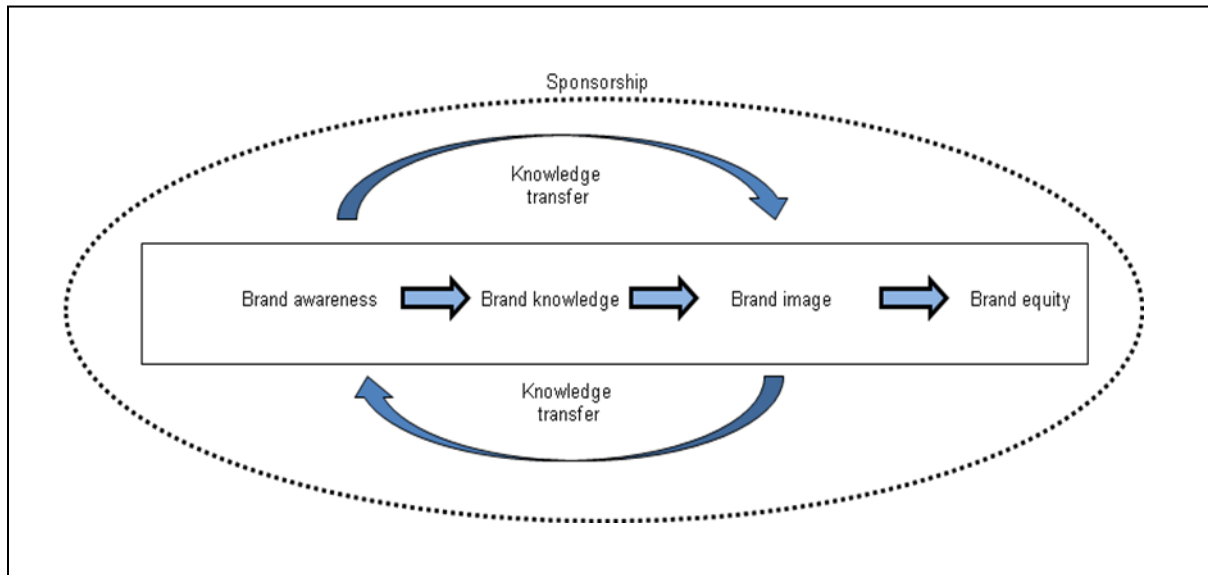 Sponsorship
Knowledge
transfer
Brand awareness Brand knowledge Brand image Brand equity
Knowledge
transfer